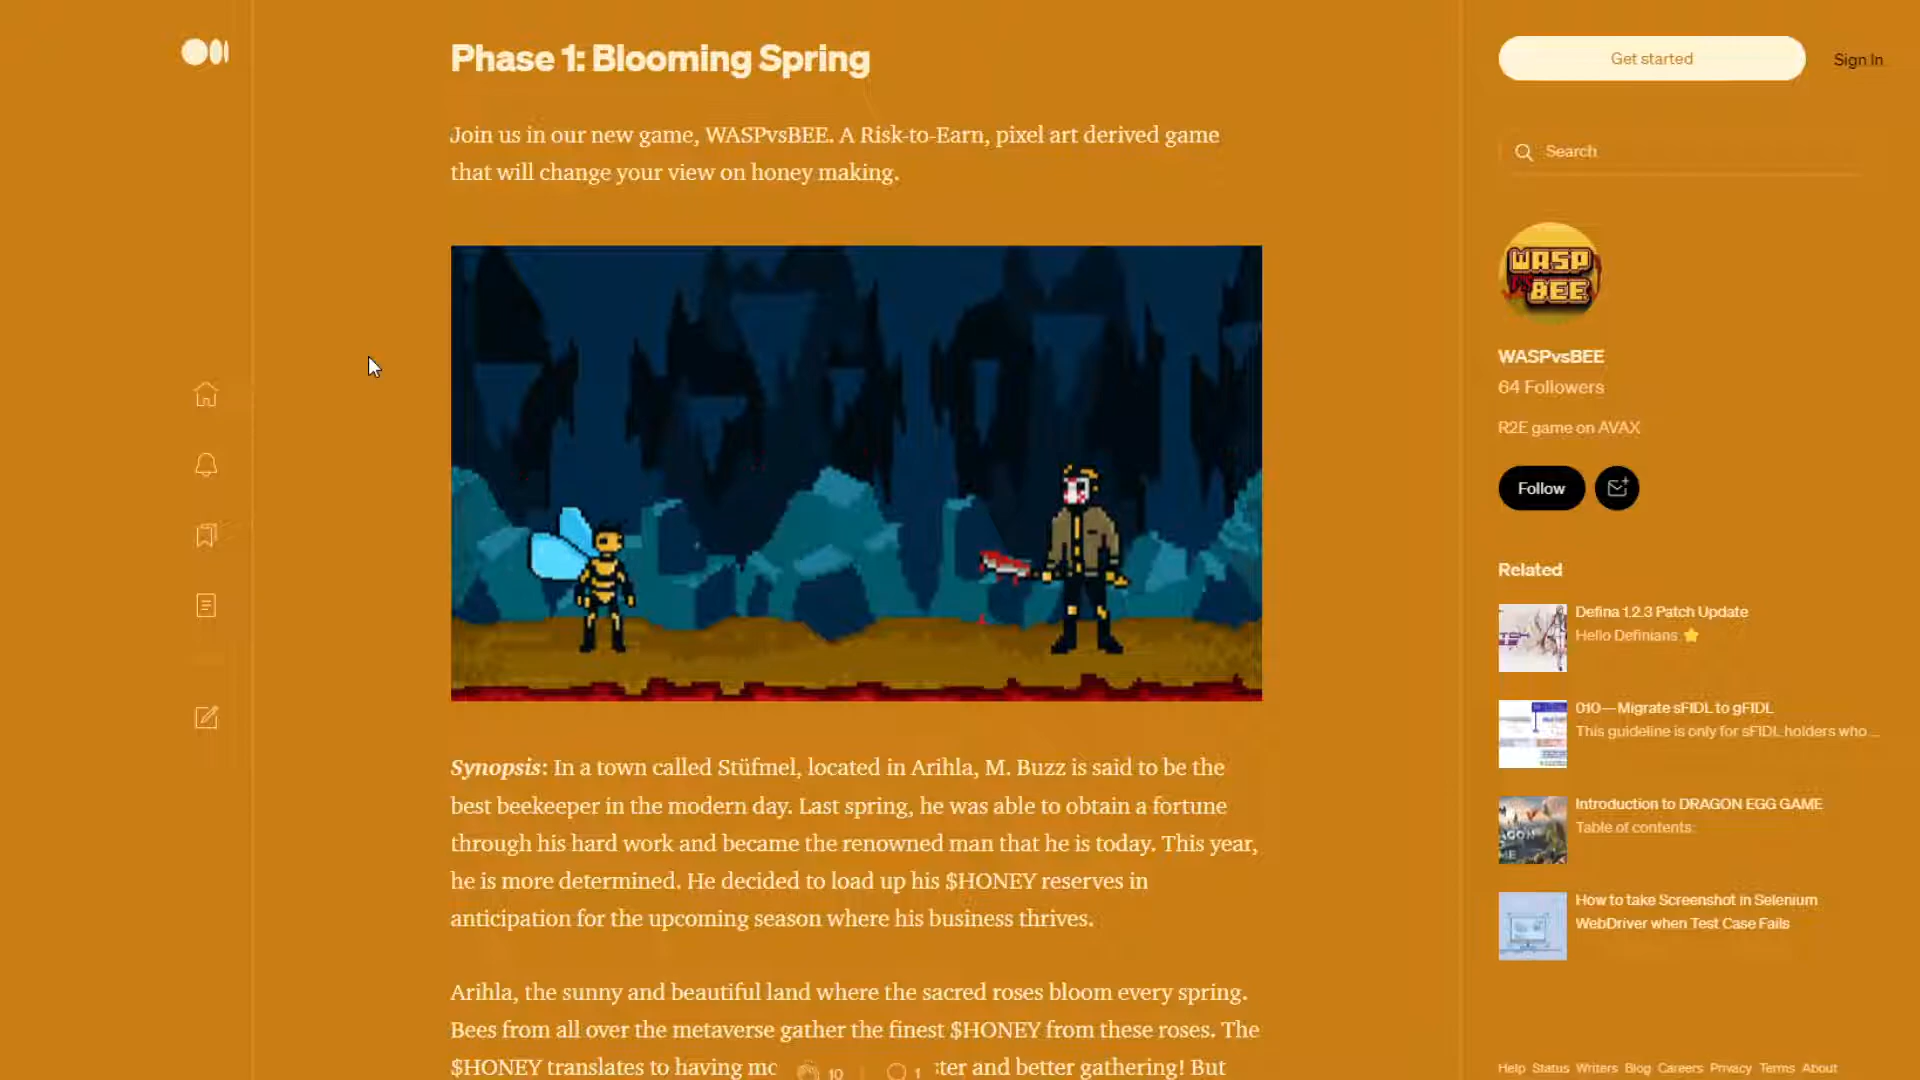 Phase 1: Blooming Spring
Join us in our new game, WASPvsBEE. A Risk-to-Earn, pixel art derived game
that will change your view on honey making.
Synopsis: In a town called Stüfmel, located in Arihla, M. Buzz is said to be the
best beekeeper in the modern day. Last spring, he was able to obtain a fortune
through his hard work and became the renowned man that he is today. This year,
he is more determined. He decided to load up his $HONEY reserves in
anticipation for the upcoming season where his business thrives.
Arihla, the sunny and beautiful land where the sacred roses bloom every spring.
Bees from all over the metaverse gather the finest $HONEY from these roses. The
$HONEY translates to having
and better gathering! But
10
1
Get started
Sign In
Search
WASP
VS
BEE
WASPvsBEE
64 Followers
R2E game on AVAX
Follow
Related
Defina 1.2.3 Patch Update
Hello Definians
010 — Migrate sFIDL to gFIDL
This guideline is only for sFIDL holders who ...
Introduction to DRAGON EGG GAME
Table of contents:
How to take Screenshot in Selenium
WebDriver when Test Case Fails
Help Status Writers Blog Careers Privacy Terms About